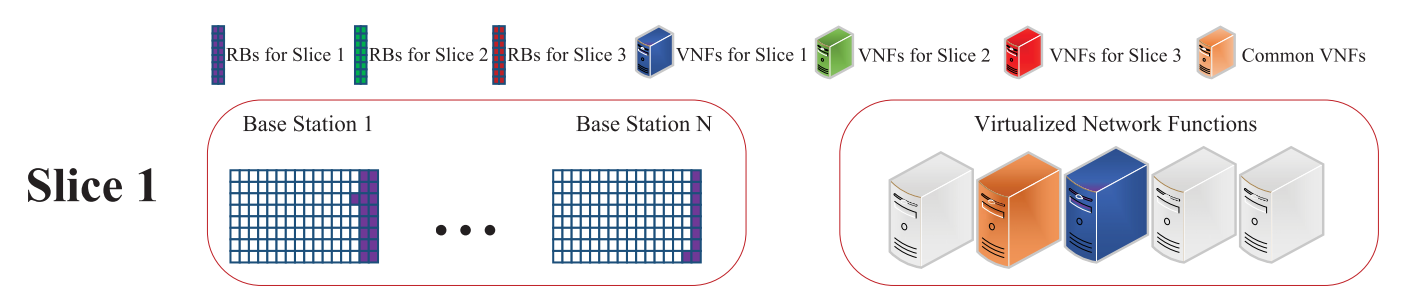 RBs for Slice 1 RBs for Slice 2 RBs for Slice 3 VNFs for Slice 1 VNFs for Slice 2 VNFs for Slice 3 Common VNFs
Base Station 1 Base Station N Virtualized Network Functions
Slice 1